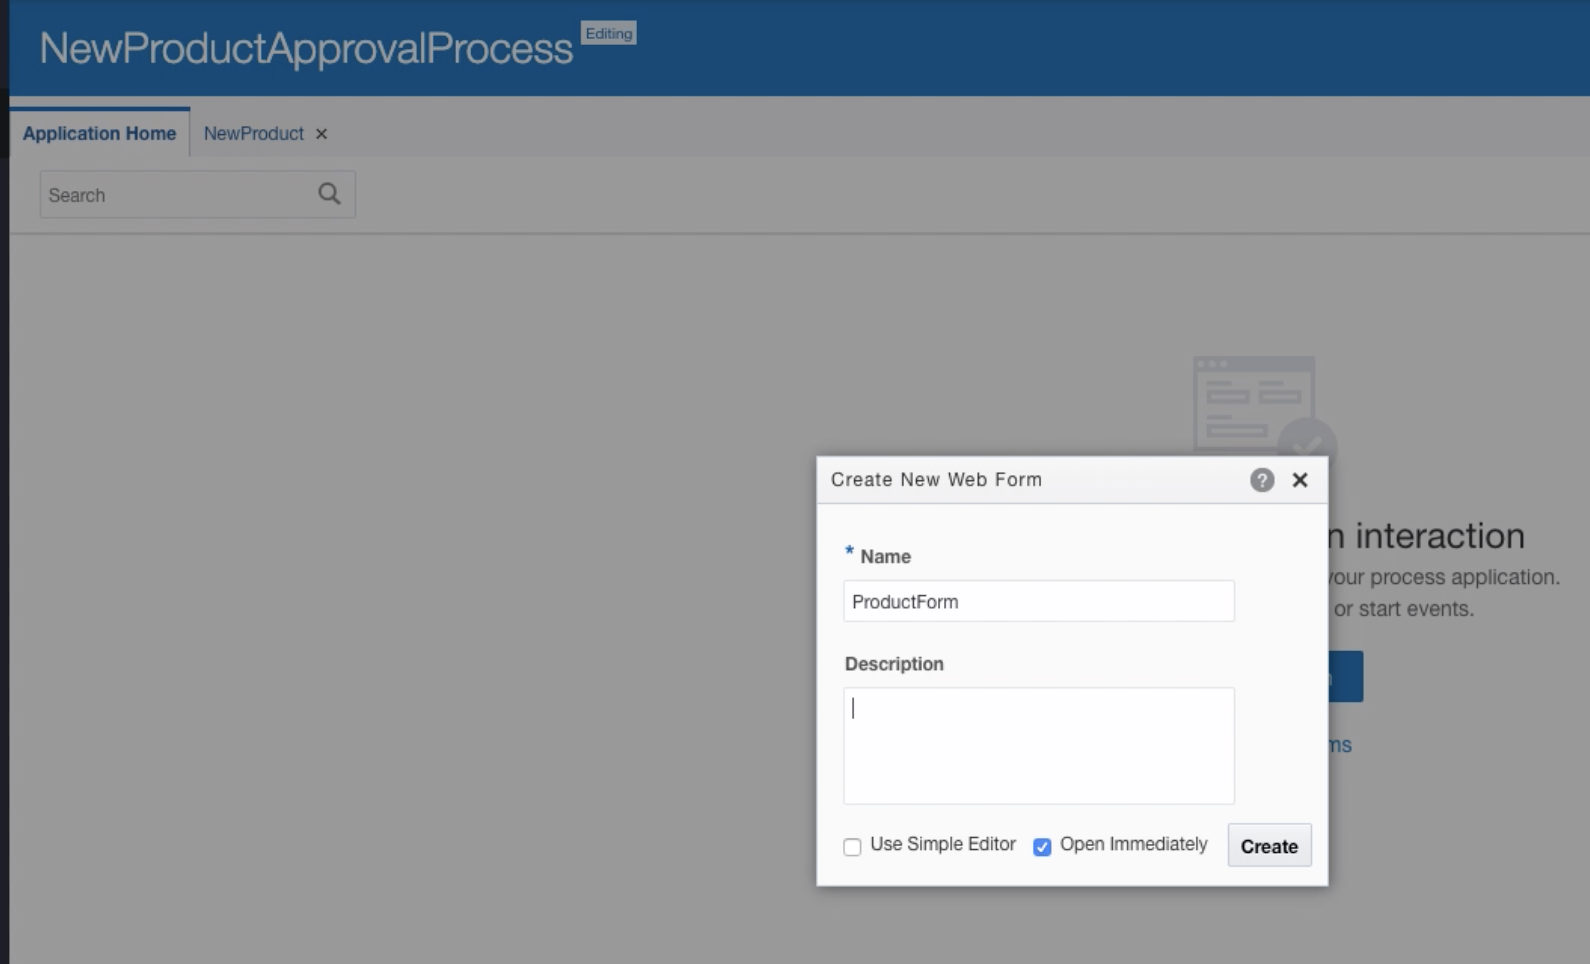 NewProductApprovalProcess Editing
Application Home NewProduct ×
Search
Create New Web Form ? ×
n interaction
* Name
your process application.
ProductForm
or start events.
Description
ms
Use Simple Editor Open Immediately Create